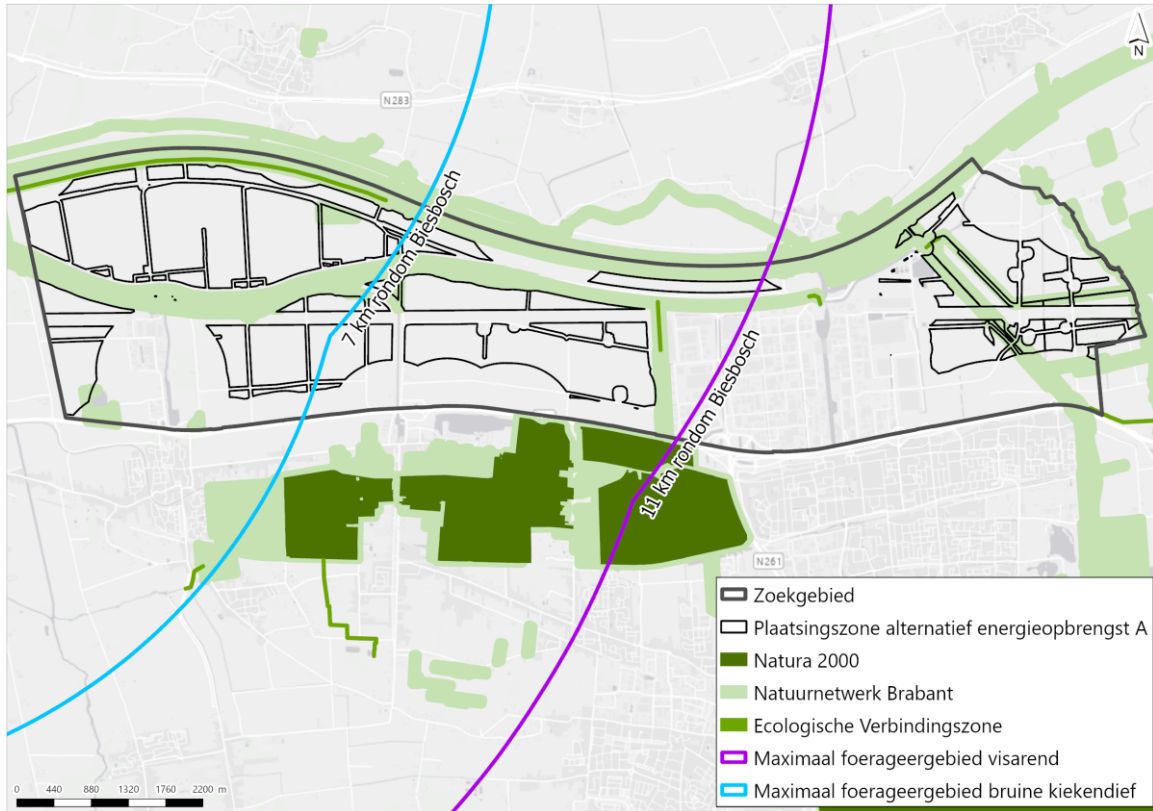 N
N283
7 km rondom Biesbosch
11 km rondom Biesbosch
N261
Zoekgebied
Plaatsingszone alternatief energieopbrengst A
Natura 2000
Natuurnetwerk Brabant
Ecologische Verbindingszone
Maximaal foerageergebied visarend
Maximaal foerageergebied bruine kiekendief
0 440 880 1320 1760 2200 m